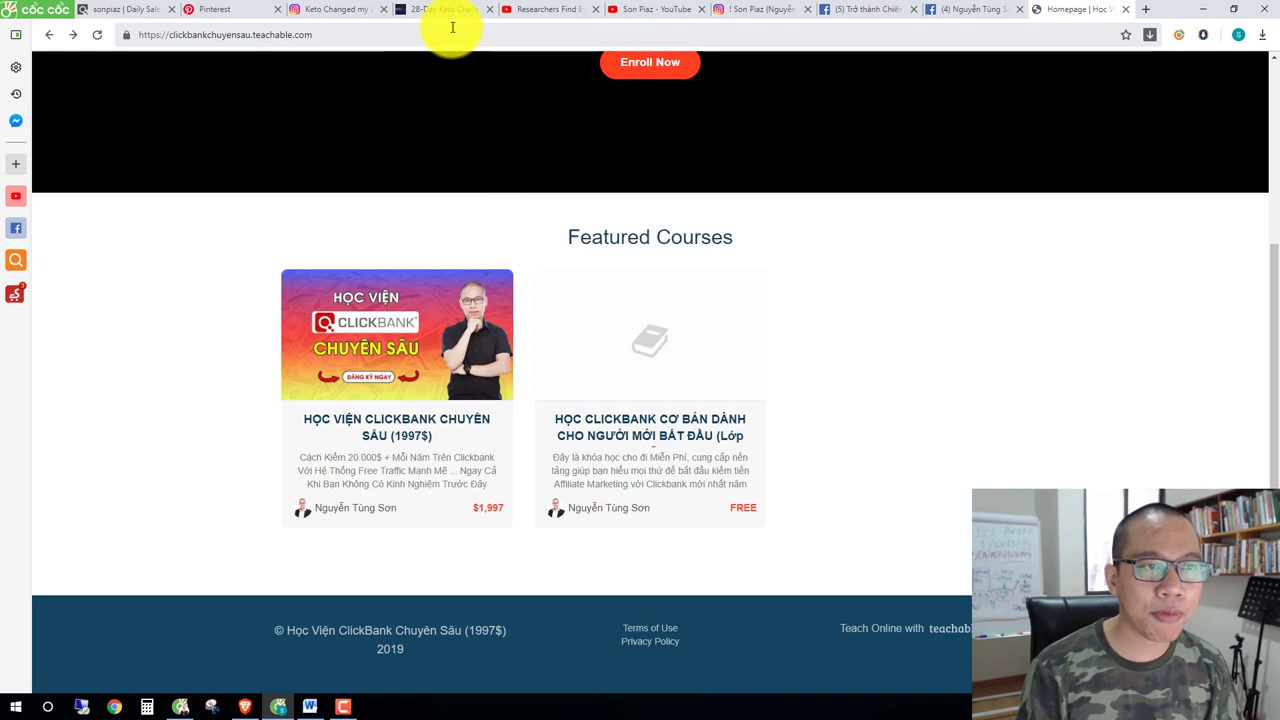 cốc cốc
sonpiaz | Daily Sale
Pinterest
Keto Changed my
28-Day Keto Chall
Researchers Find E
Son Piaz - YouTube
! Son Piaz (Nguyễn
(5) Trở thành Chiến
(4) Nguyễn Sơn Tùng
Homepage | Học V
https://clickbankchuyensau.teachable.com
Enroll Now
Featured Courses
HỌC VIỆN
CLICKBANK
CHUYÊN SÂU
ĐĂNG KÝ NGAY
HỌC VIỆN CLICKBANK CHUYÊN
SÂU (1997$)
Cách Kiếm 20.000$ + Mỗi Năm Trên Clickbank
Với Hệ Thống Free Traffic Mạnh Mẽ ... Ngay Cả
Khi Bạn Không Có Kinh Nghiệm Trước Đây
Nguyễn Tùng Sơn
$1,997
HỌC CLICKBANK CƠ BẢN DÀNH
CHO NGƯỜI MỚI BẮT ĐẦU (Lớp
Đây là khóa học cho đi Miễn Phí, cung cấp nền
tảng giúp bạn hiểu mọi thứ để bắt đầu kiếm tiền
Affiliate Marketing với Clickbank mới nhất năm
Nguyễn Tùng Sơn
FREE
© Học Viện ClickBank Chuyên Sâu (1997$)
2019
Terms of Use
Privacy Policy
Teach Online with teachab